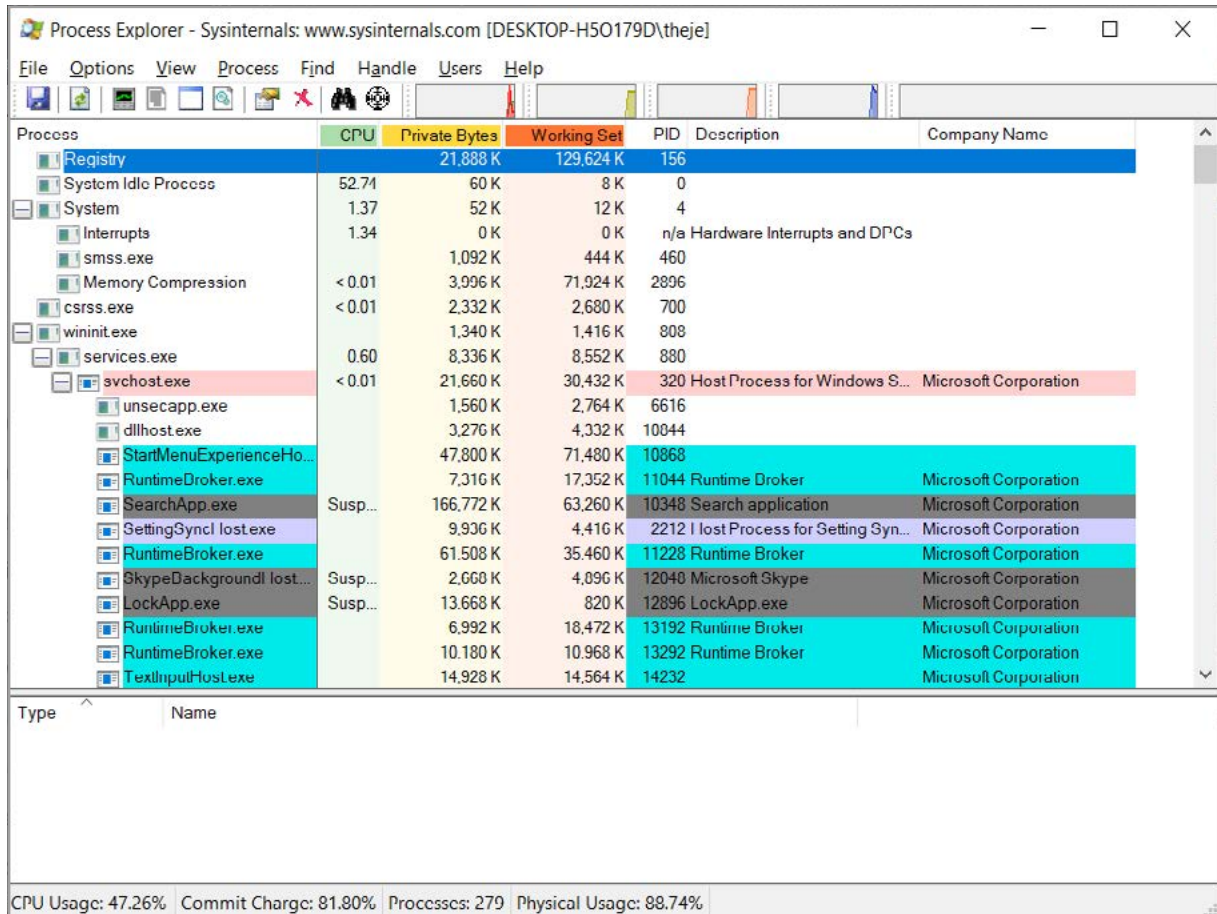 Process Explorer - Sysinternals: www.sysinternals.com [DESKTOP-H5O179D\theje]
File Options View Process Find Handle Users Help
Process CPU Private Bytes Working Set PID Description Company Name
Registry 21,888 K 129,624 K 156
System Idle Process 52.74 60 K 8 K 0
System 1.37 52 K 12 K 4
Interrupts 1.34 0 K 0 K n/a Hardware Interrupts and DPCs
smss.exe 1,092 K 444 K 460
Memory Compression < 0.01 3,996 K 71,924 K 2896
csrss.exe < 0.01 2,332 K 2,680 K 700
wininit.exe 1,340 K 1,416 K 808
services.exe 0.60 8,336 K 8,552 K 880
svchost.exe < 0.01 21,660 K 30,432 K 320 Host Process for Windows S... Microsoft Corporation
unsecapp.exe 1,560 K 2,764 K 6616
dllhost.exe 3,276 K 4,332 K 10844
StartMenuExperienceHo... 47,800 K 71,480 K 10868
RuntimeBroker.exe 7,316 K 17,352 K 11044 Runtime Broker Microsoft Corporation
SearchApp.exe Susp... 166,772 K 63,260 K 10348 Search application Microsoft Corporation
SettingSyncHost.exe 9,936 K 4,416 K 2212 Host Process for Setting Syn... Microsoft Corporation
RuntimeBroker.exe 61,508 K 35,460 K 11228 Runtime Broker Microsoft Corporation
SkypeBackgroundHost... Susp... 2,668 K 4,896 K 12048 Microsoft Skype Microsoft Corporation
LockApp.exe Susp... 13,668 K 820 K 12896 LockApp.exe Microsoft Corporation
RuntimeBroker.exe 6,992 K 18,472 K 13192 Runtime Broker Microsoft Corporation
RuntimeBroker.exe 10,180 K 10,968 K 13292 Runtime Broker Microsoft Corporation
TextInputHost.exe 14,928 K 14,564 K 14232 Microsoft Corporation
Type Name
CPU Usage: 47.26% Commit Charge: 81.80% Processes: 279 Physical Usage: 88.74%